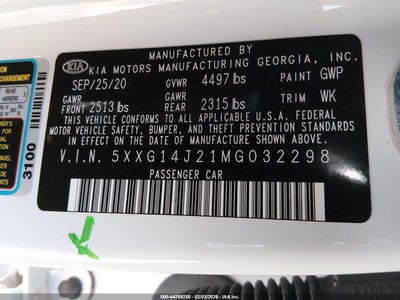 MANUFACTURED BY
KIA KIA MOTORS MANUFACTURING GEORGIA, INC.
SEP/25/20 GVWR 4497 lbs PAINT GWP
GAWR FRONT 2513 lbs GAWR REAR 2315 lbs TRIM WK
THIS VEHICLE CONFORMS TO ALL APPLICABLE
U.S. FEDERAL MOTOR VEHICLE
SAFETY, BUMPER, AND THEFT PREVENTION STANDARDS
IN EFFECT ON THE DATE OF MANUFACTURE SHOWN ABOVE.
V.I.N. 5XXG14J21MG032298
PASSENGER CAR
CHARGEMENT
REAR
ARRIERE
3100
000-44259250 - 02/03/2026 - IAA, Inc.